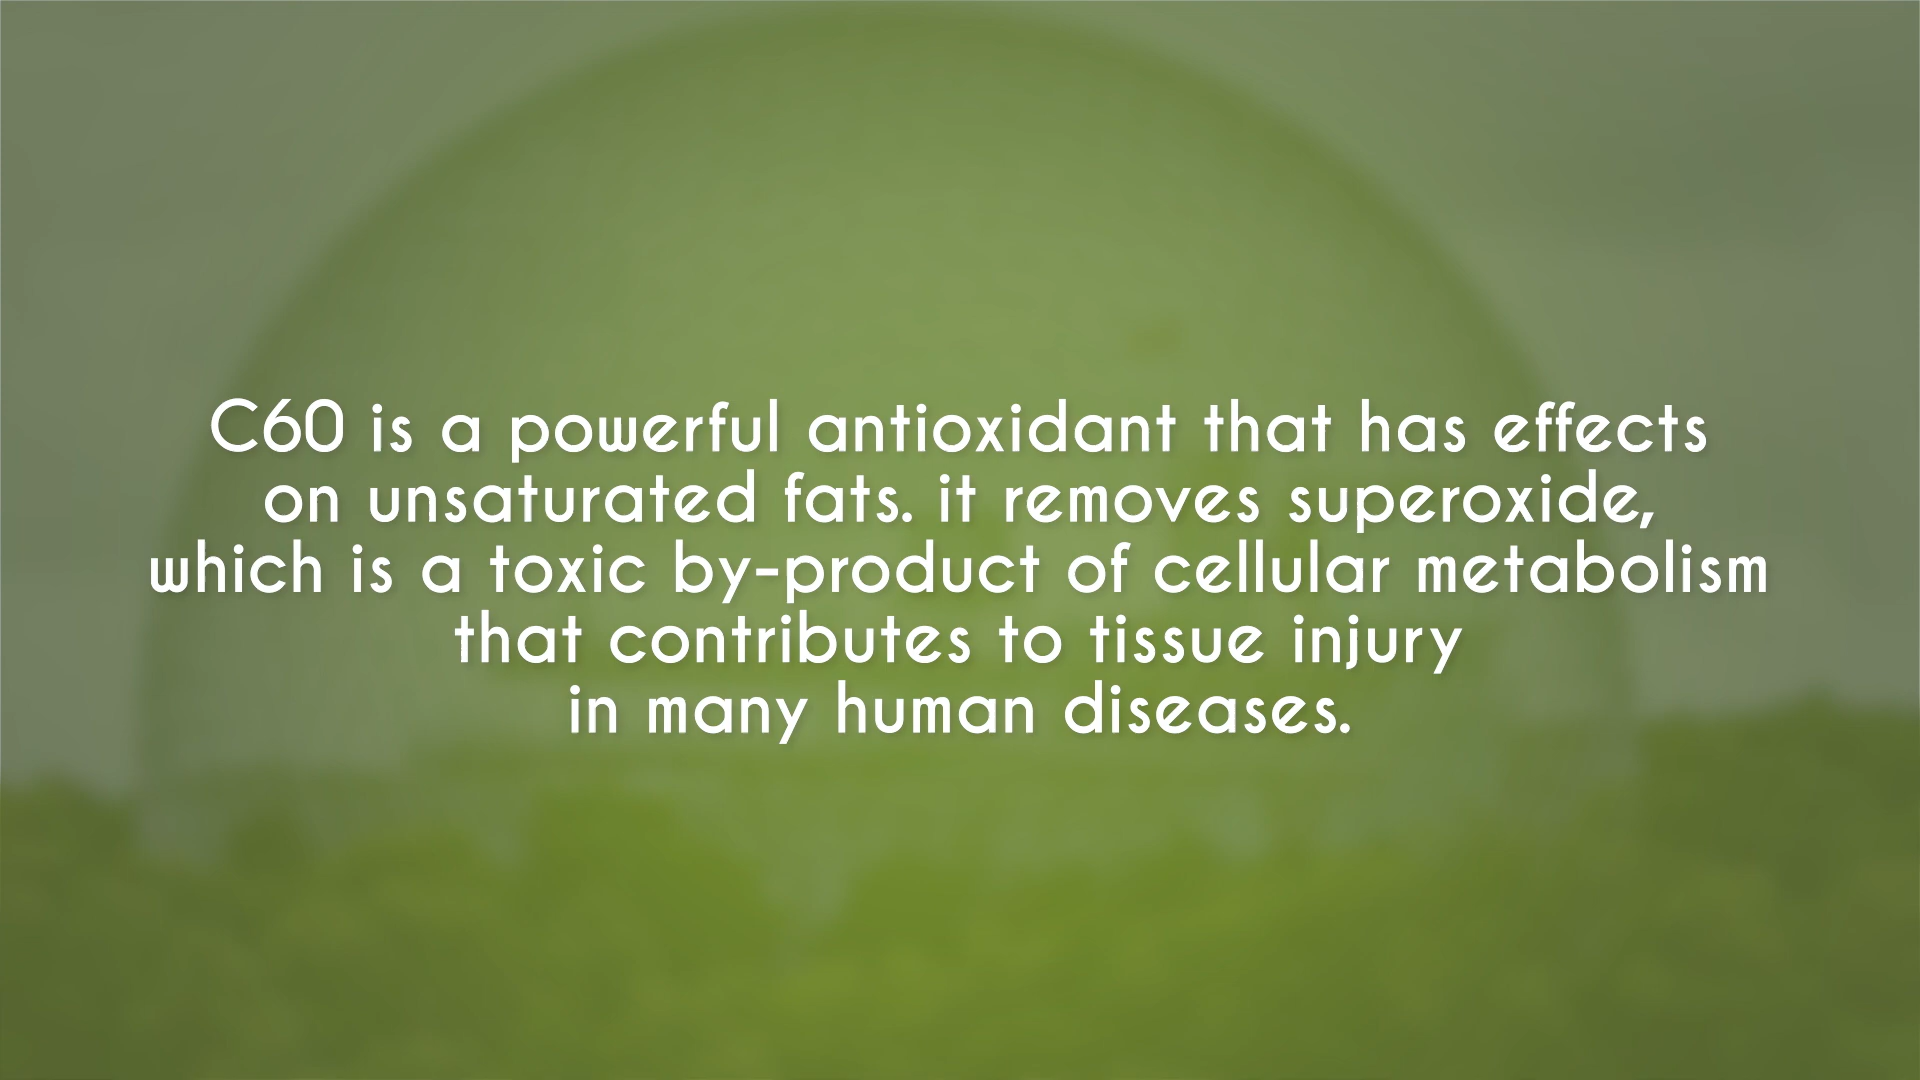 C60 is a powerful antioxidant that has effects
on unsaturated fats. it removes superoxide,
which is a toxic by-product of cellular metabolism
that contributes to tissue injury
in many human diseases.